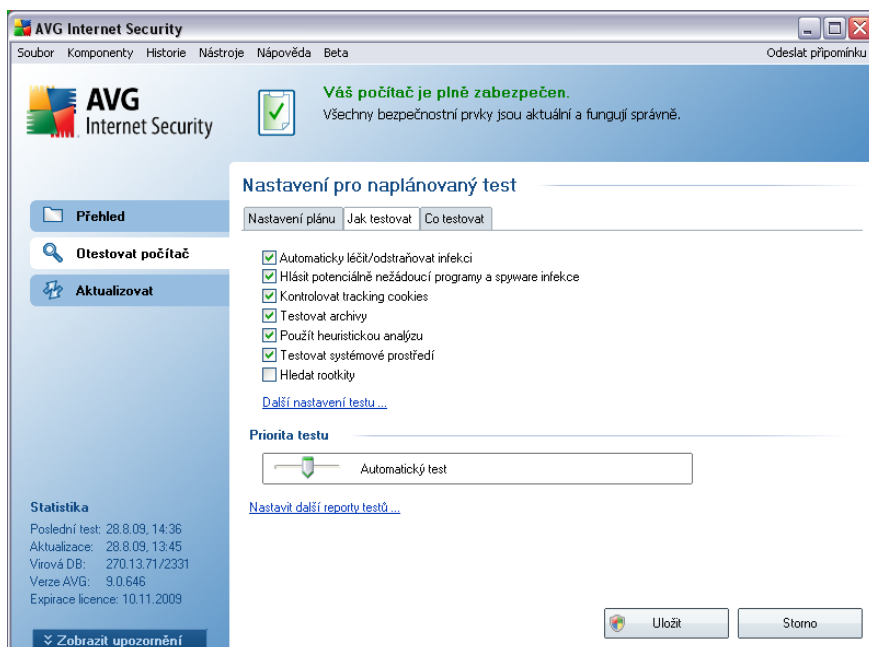 AVG Internet Security
Soubor Komponenty Historie Nástroje Nápověda Beta Odeslat připomínku
AVG
Internet Security
Váš počítač je plně zabezpečen.
Všechny bezpečnostní prvky jsou aktuální a fungují správně.
Nastavení pro naplánovaný test
Přehled
Otestovat počítač
Aktualizovat
Nastavení plánu Jak testovat Co testovat
Automaticky léčit/odstraňovat infekci
Hlásit potenciálně nežádoucí programy a spyware infekce
Kontrolovat tracking cookies
Testovat archivy
Použít heuristickou analýzu
Testovat systémové prostředí
Hledat rootkity
Další nastavení testu ...
Priorita testu
Automatický test
Nastavit další reporty testů ...
Statistika
Poslední test: 28.8.09, 14:36
Aktualizace: 28.8.09, 13:45
Virová DB: 270.13.71/2331
Verze AVG: 9.0.646
Expirace licence: 10.11.2009
Zobrazit upozornění
Uložit Storno